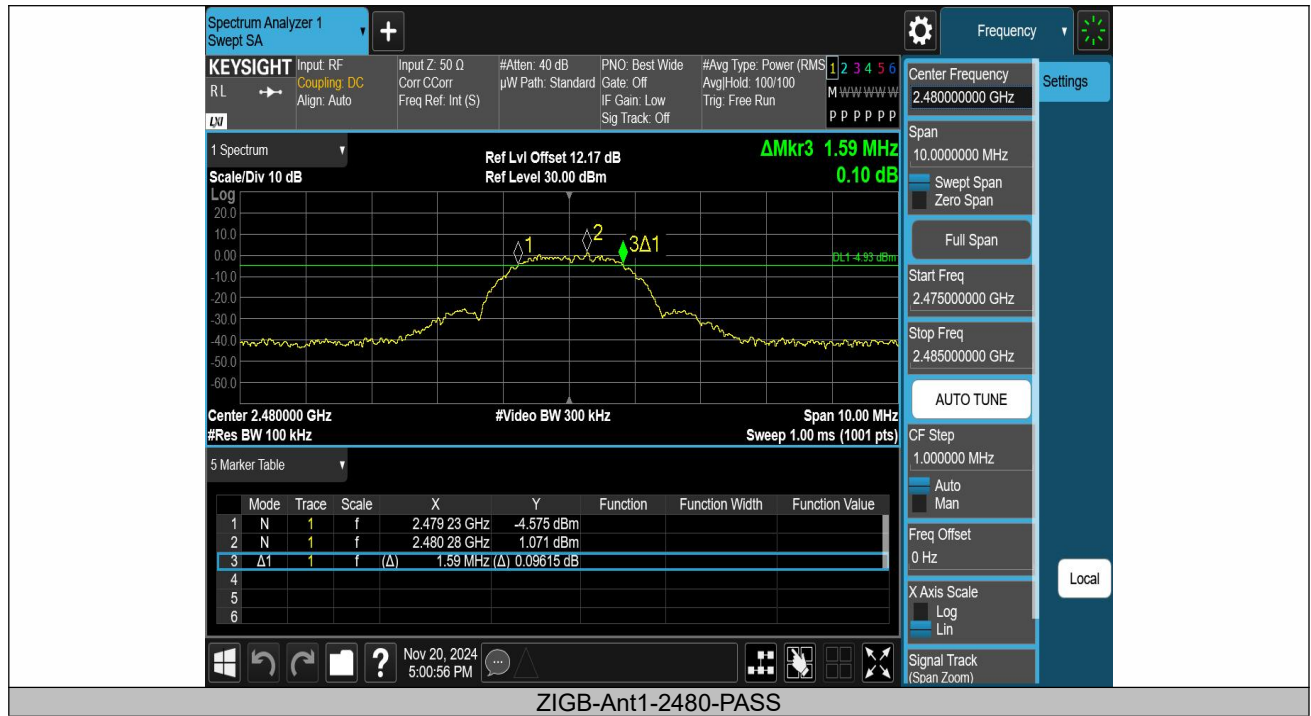 Spectrum Analyzer 1
Swept SA
+
Frequency
KEYSIGHT
RL
LXI
Input: RF
Coupling: DC
Align: Auto
Input Z: 50 Ω
Corr CCorr
Freq Ref: Int (S)
#Atten: 40 dB
µW Path: Standard
PNO: Best Wide
Gate: Off
IF Gain: Low
Sig Track: Off
#Avg Type: Power (RMS
Avg|Hold: 100/100
Trig: Free Run
1 2 3 4 5 6
M W W W W W
P P P P P P
1 Spectrum
Scale/Div 10 dB
Ref Lvl Offset 12.17 dB
Ref Level 30.00 dBm
ΔMkr3 1.59 MHz
0.10 dB
Log
20.0
10.0
0.00
-10.0
-20.0
-30.0
-40.0
-50.0
-60.0
1
2
3Δ1
DL1 -4.93 dBm
Center 2.480000 GHz
#Res BW 100 kHz
#Video BW 300 kHz
Span 10.00 MHz
Sweep 1.00 ms (1001 pts)
5 Marker Table
Mode Trace Scale X Y Function Function Width Function Value
1 N 1 f 2.479 23 GHz -4.575 dBm
2 N 1 f 2.480 28 GHz 1.071 dBm
3 Δ1 1 f (Δ) 1.59 MHz (Δ) 0.09615 dB
4
5
6
?
Nov 20, 2024
5:00:56 PM
Center Frequency
2.480000000 GHz
Span
10.0000000 MHz
Swept Span
Zero Span
Full Span
Start Freq
2.475000000 GHz
Stop Freq
2.485000000 GHz
AUTO TUNE
CF Step
1.000000 MHz
Auto
Man
Freq Offset
0 Hz
X Axis Scale
Log
Lin
Signal Track
(Span Zoom)
Settings
Local
ZIGB-Ant1-2480-PASS